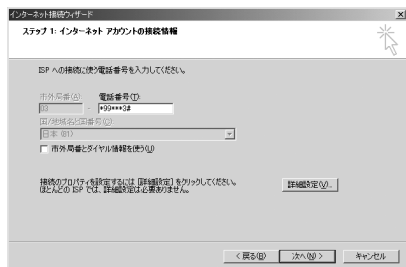 インターネット接続ウィザード
ステップ 1: インターネット アカウントの接続情報
ISP への接続に使う電話番号を入力してください。
市外局番(A): 電話番号(T):
03 - *99***3#
国/地域名と国番号(C):
日本 (81)
市外局番とダイヤル情報を使う(U)
接続のプロパティを設定するには [詳細設定] をクリックしてください。
ほとんどの ISP では、詳細設定は必要ありません。
詳細設定(V)...
< 戻る(B) 次へ(N) > キャンセル